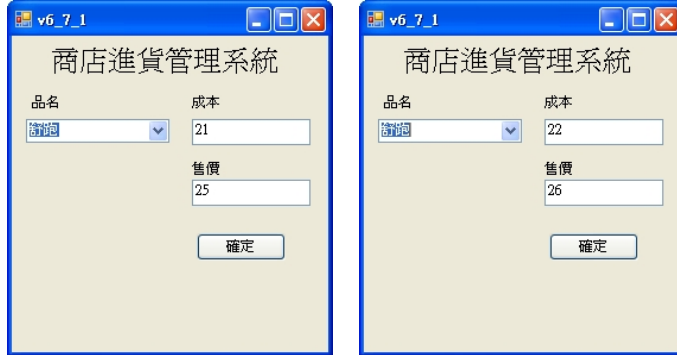 v6_7_1
商店進貨管理系統
品名 成本
舒跑 21
售價
25
確定
v6_7_1
商店進貨管理系統
品名 成本
舒跑 22
售價
26
確定